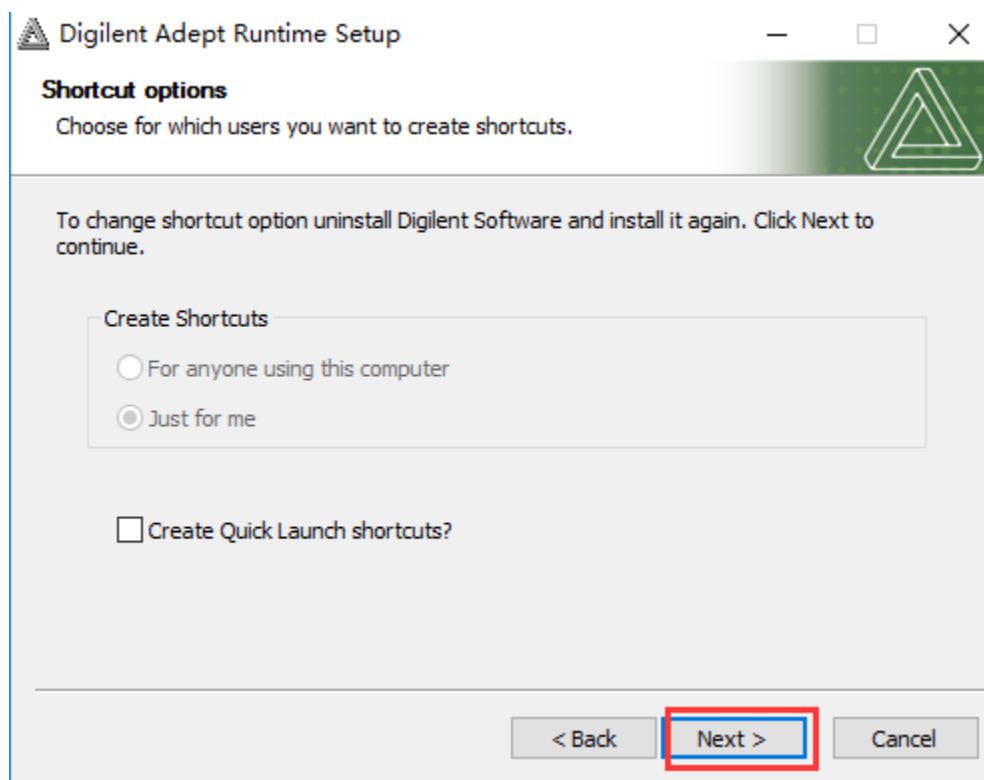 Digilent Adept Runtime Setup
Shortcut options
Choose for which users you want to create shortcuts.
To change shortcut option uninstall Digilent Software and install it again. Click Next to
continue.
Create Shortcuts
For anyone using this computer
Just for me
Create Quick Launch shortcuts?
< Back Next > Cancel